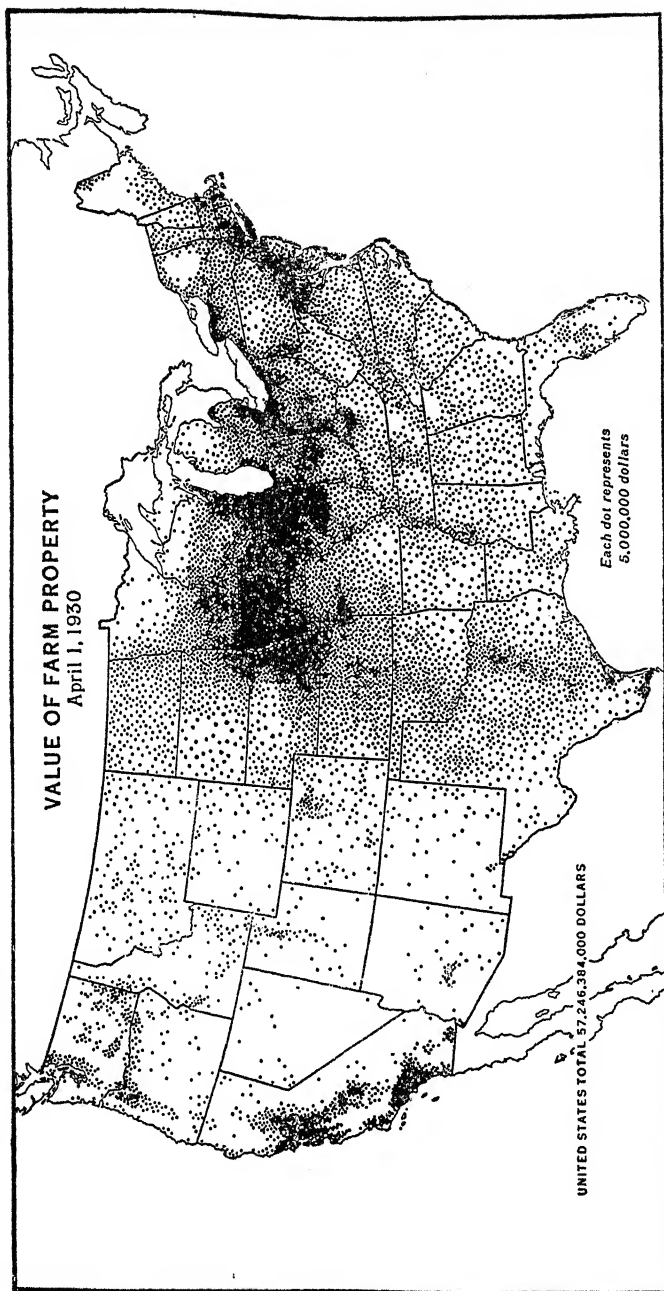 VALUE OF FARM PROPERTY
April 1, 1930
Each dot represents
5,000,000 dollars
UNITED STATES TOTAL 57,246,384,000 DOLLARS